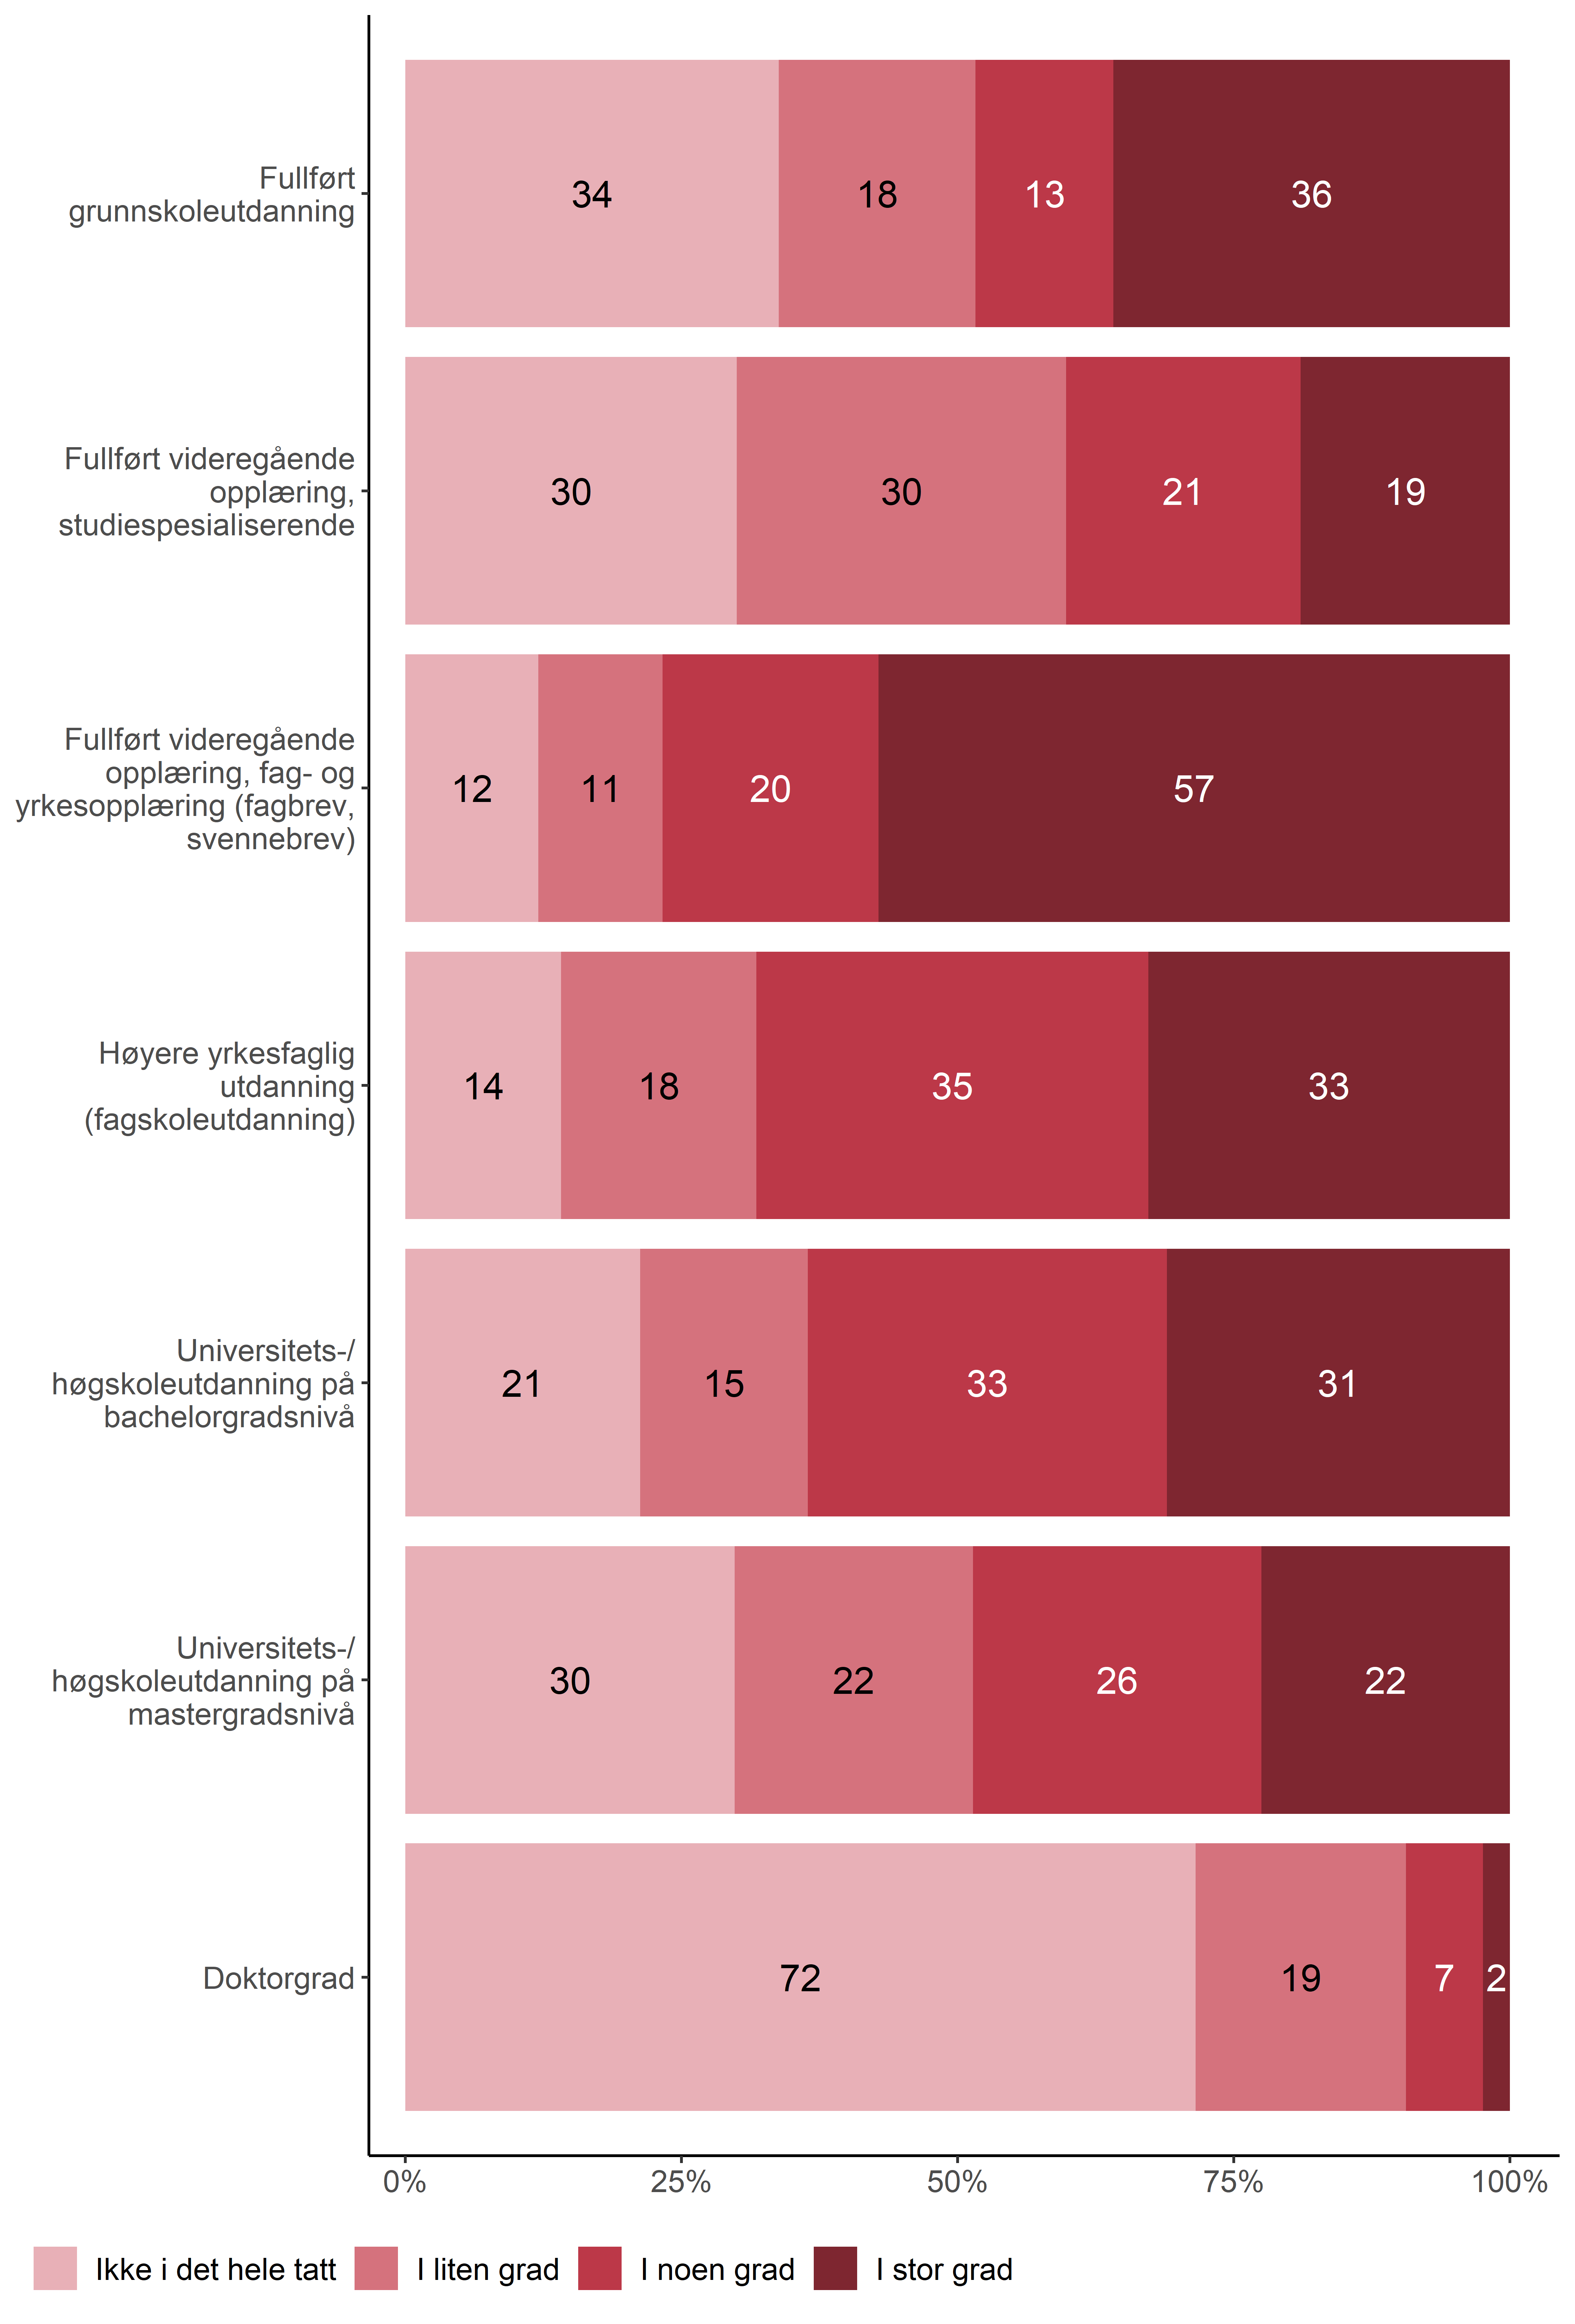 Fullført
grunnskoleutdanning
34 18 13 36
Fullført videregående
opplæring,
studiespesialiserende
30 30 21 19
Fullført videregående
opplæring, fag- og
yrkesopplæring (fagbrev,
svennebrev)
12 11 20 57
Høyere yrkesfaglig
utdanning
(fagskoleutdanning)
14 18 35 33
Universitets-/
høgskoleutdanning på
bachelorgradsnivå
21 15 33 31
Universitets-/
høgskoleutdanning på
mastergradsnivå
30 22 26 22
Doktorgrad
72 19 7 2
0% 25% 50% 75% 100%
Ikke i det hele tatt I liten grad I noen grad I stor grad